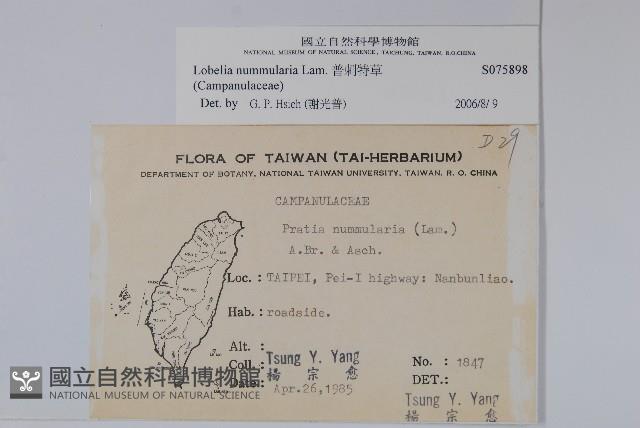 國立自然科學博物館
NATIONAL MUSEUM OF NATURAL SCIENCE, TAICHUNG, TAIWAN, R.O.CHINA
Lobelia nummularia Lam. 普剌特草 S075898
(Campanulaceae)
Det. by G. P. Hsieh (謝光普) 2006/8/9
D29
FLORA OF TAIWAN (TAI-HERBARIUM)
DEPARTMENT OF BOTANY, NATIONAL TAIWAN UNIVERSITY, TAIWAN, R. O. CHINA
CAMPANULACEAE
Pratia nummularia (Lam.)
A.Br. & Asch.
Loc.: TAIPEI, Pei-I highway: Nanbunliao.
Hab.: roadside.
Alt. :
Coll.: Tsung Y. Yang No. : 1847
楊宗愈 DET.:
Date: Apr.26,1985 Tsung Y. Yang
楊宗愈
國立自然科學博物館
NATIONAL MUSEUM OF NATURAL SCIENCE